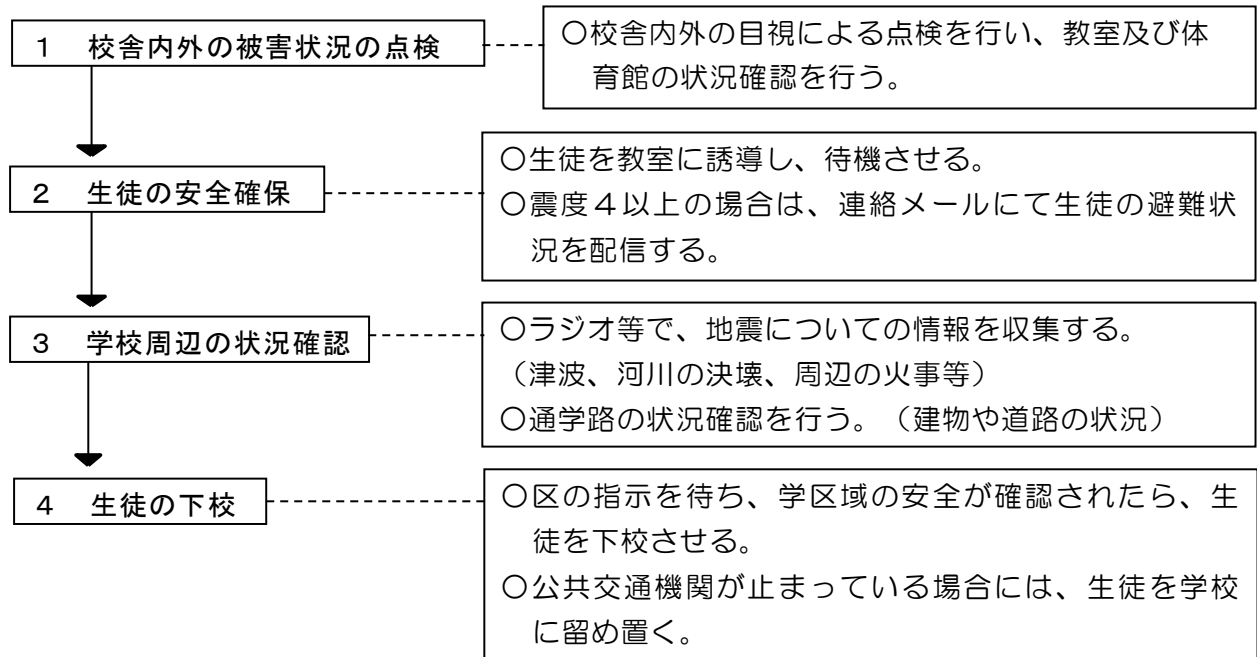 １　校舎内外の被害状況の点検
〇校舎内外の目視による点検を行い、教室及び体
育館の状況確認を行う。
２　生徒の安全確保
〇生徒を教室に誘導し、待機させる。
〇震度４以上の場合は、連絡メールにて生徒の避難状
況を配信する。
３　学校周辺の状況確認
〇ラジオ等で、地震についての情報を収集する。
（津波、河川の決壊、周辺の火事等）
〇通学路の状況確認を行う。（建物や道路の状況）
４　生徒の下校
〇区の指示を待ち、学区域の安全が確認されたら、生
徒を下校させる。
〇公共交通機関が止まっている場合には、生徒を学校
に留め置く。